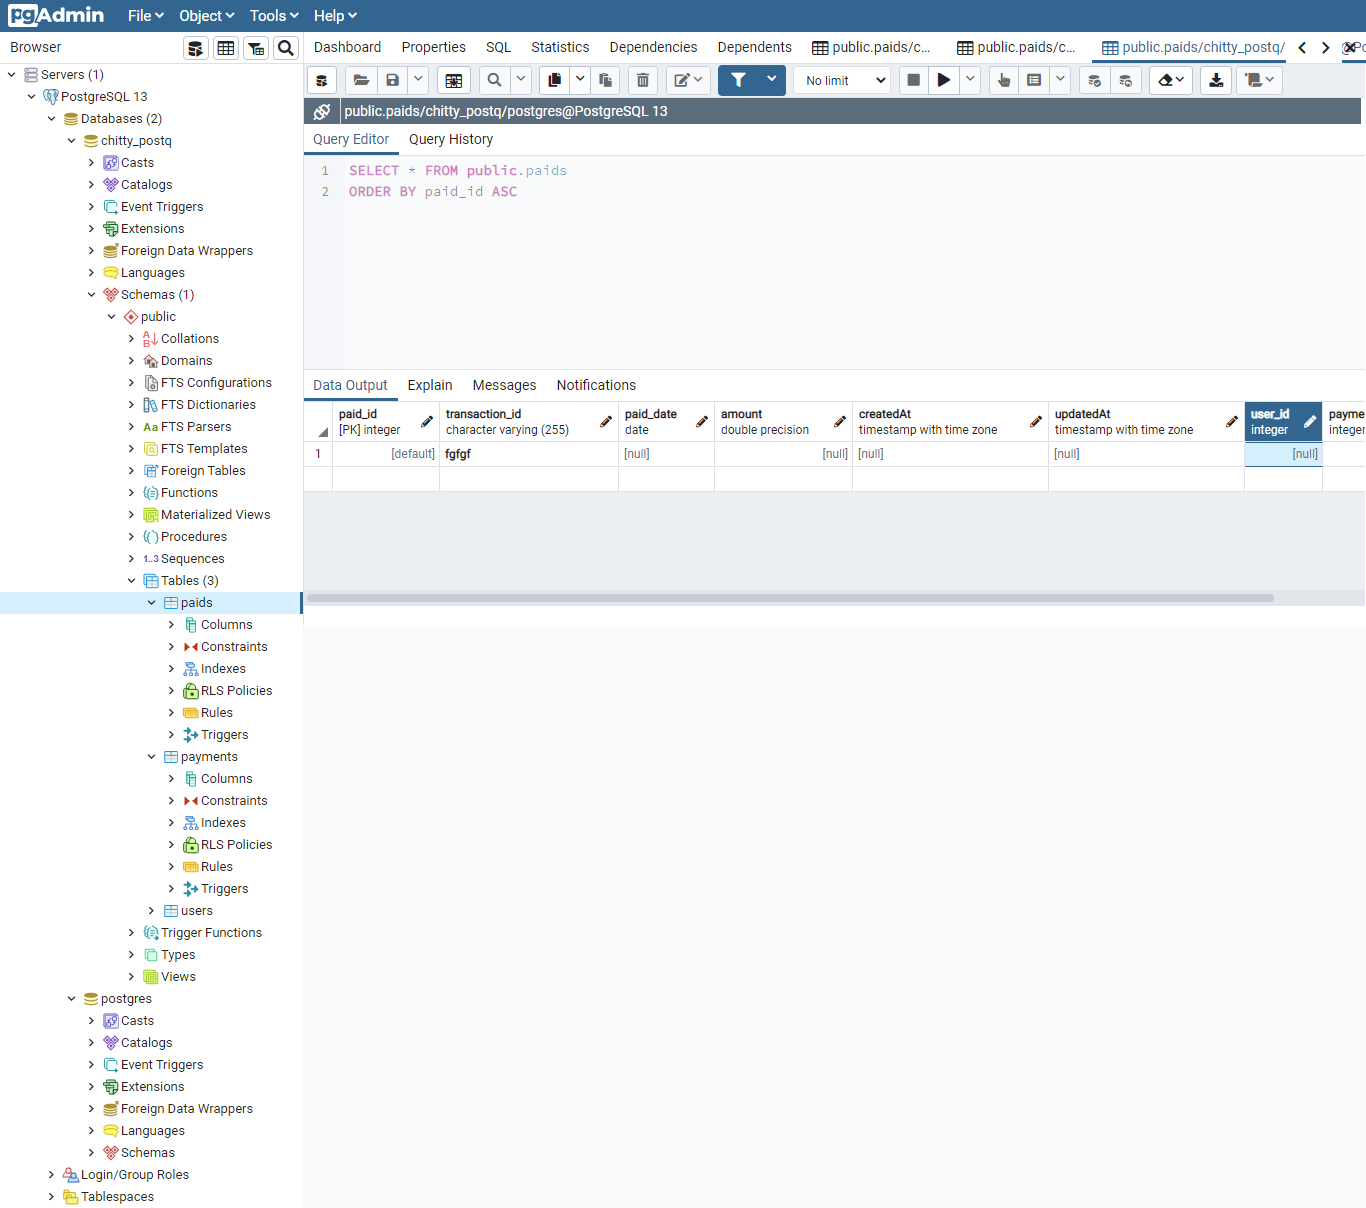 pgAdmin File Object Tools Help
Browser
Dashboard Properties SQL Statistics Dependencies Dependents public.paids/c... public.paids/c... public.paids/chitty_postq/
No limit
public.paids/chitty_postq/postgres@PostgreSQL 13
Query Editor Query History
1 SELECT * FROM public.paids
2 ORDER BY paid_id ASC
Data Output Explain Messages Notifications
paid_id
[PK] integer
transaction_id
character varying (255)
paid_date
date
amount
double precision
createdAt
timestamp with time zone
updatedAt
timestamp with time zone
user_id
integer
payme
integer
1 [default] fgfgf [null] [null] [null] [null] [null]
Servers (1)
PostgreSQL 13
Databases (2)
chitty_postq
Casts
Catalogs
Event Triggers
Extensions
Foreign Data Wrappers
Languages
Schemas (1)
public
Collations
Domains
FTS Configurations
FTS Dictionaries
Aa FTS Parsers
FTS Templates
Foreign Tables
Functions
Materialized Views
Procedures
1..3 Sequences
Tables (3)
paids
Columns
Constraints
Indexes
RLS Policies
Rules
Triggers
payments
Columns
Constraints
Indexes
RLS Policies
Rules
Triggers
users
Trigger Functions
Types
Views
postgres
Casts
Catalogs
Event Triggers
Extensions
Foreign Data Wrappers
Languages
Schemas
Login/Group Roles
Tablespaces